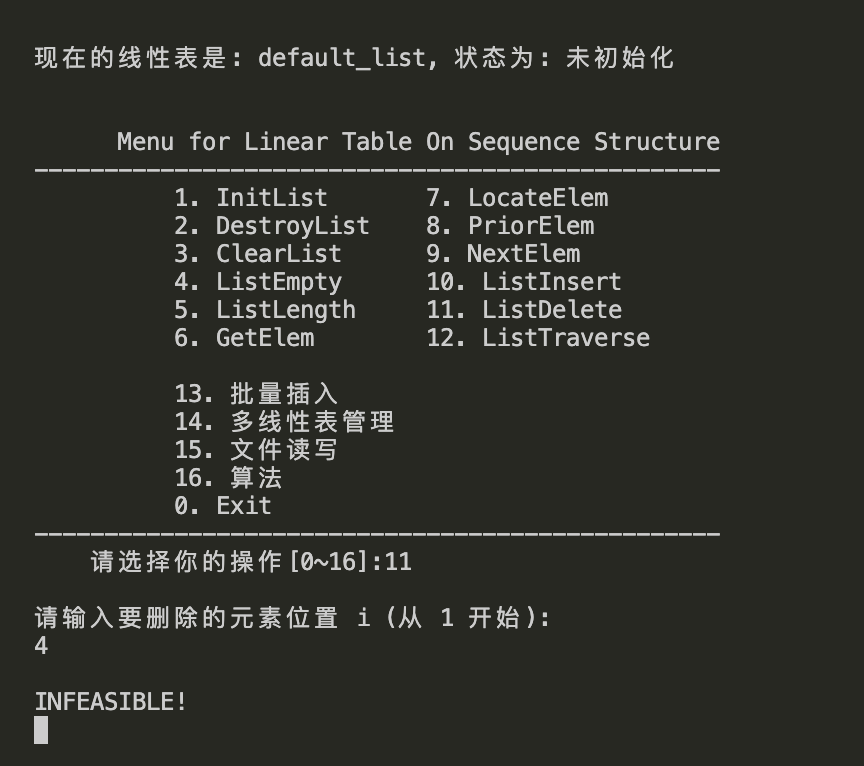 现在的线性表是: default_list, 状态为: 未初始化
Menu for Linear Table On Sequence Structure
1. InitList 7. LocateElem
2. DestroyList 8. PriorElem
3. ClearList 9. NextElem
4. ListEmpty 10. ListInsert
5. ListLength 11. ListDelete
6. GetElem 12. ListTraverse
13. 批量插入
14. 多线性表管理
15. 文件读写
16. 算法
0. Exit
请选择你的操作[0~16]:11
请输入要删除的元素位置 i (从 1 开始):
4
INFEASIBLE!